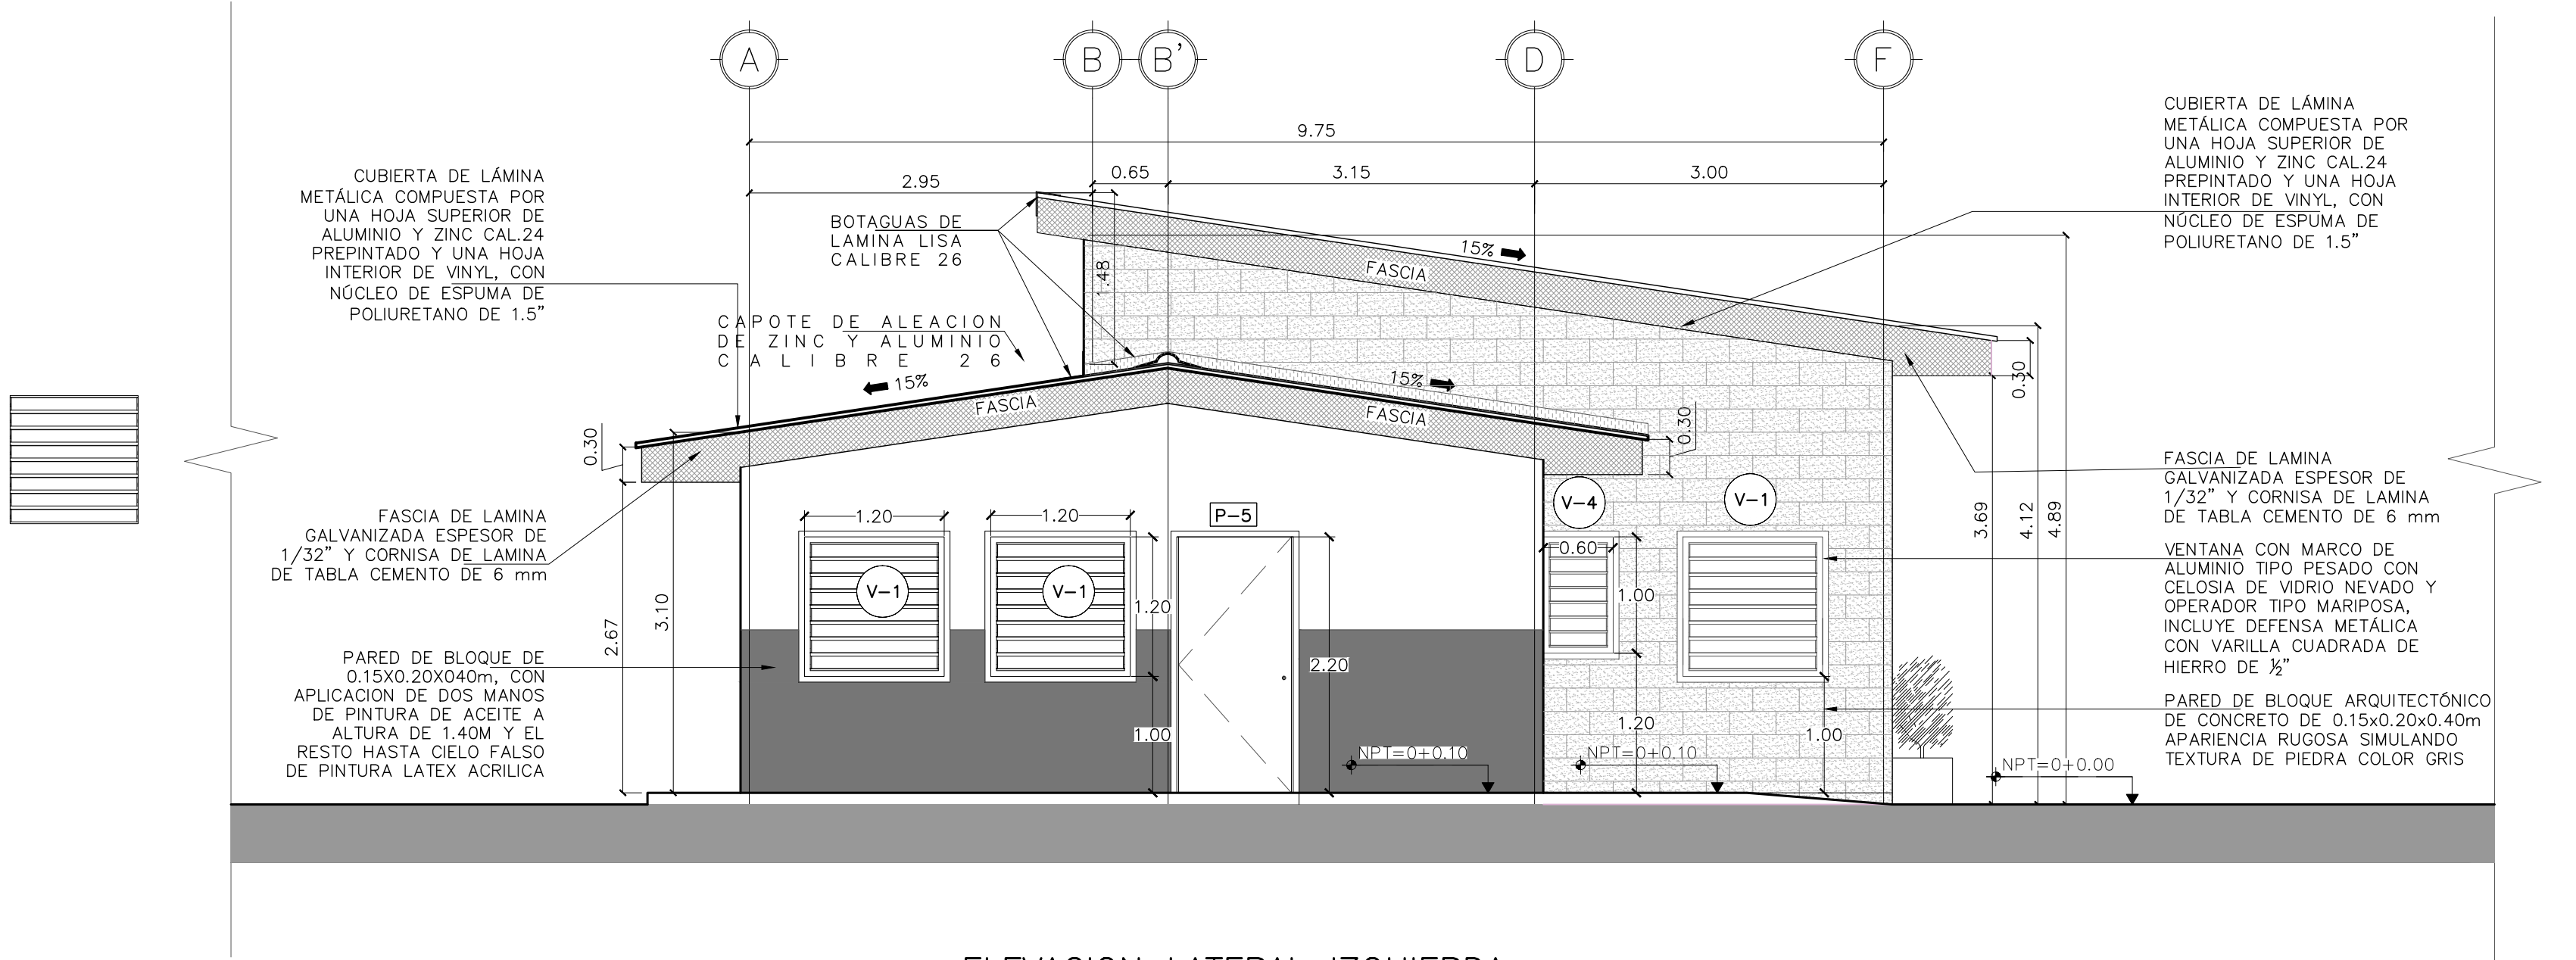 A
B
B'
D
F
9.75
2.95
0.65
3.15
3.00
CUBIERTA DE LÁMINA
METÁLICA COMPUESTA POR
UNA HOJA SUPERIOR DE
ALUMINIO Y ZINC CAL.24
PREPINTADO Y UNA HOJA
INTERIOR DE VINYL, CON
NÚCLEO DE ESPUMA DE
POLIURETANO DE 1.5"
BOTAGUAS DE
LAMINA LISA
CALIBRE 26
CAPOTE DE ALEACION
DE ZINC Y ALUMINIO
CALIBRE 26
CUBIERTA DE LÁMINA
METÁLICA COMPUESTA POR
UNA HOJA SUPERIOR DE
ALUMINIO Y ZINC CAL.24
PREPINTADO Y UNA HOJA
INTERIOR DE VINYL, CON
NÚCLEO DE ESPUMA DE
POLIURETANO DE 1.5"
15%
FASCIA
1.48
15%
FASCIA
15%
FASCIA
0.30
0.30
0.30
FASCIA DE LAMINA
GALVANIZADA ESPESOR DE
1/32" Y CORNISA DE LAMINA
DE TABLA CEMENTO DE 6 mm
PARED DE BLOQUE DE
0.15X0.20X040m, CON
APLICACION DE DOS MANOS
DE PINTURA DE ACEITE A
ALTURA DE 1.40M Y EL
RESTO HASTA CIELO FALSO
DE PINTURA LATEX ACRILICA
2.67
3.10
1.20
1.20
V-1
V-1
P-5
1.20
1.00
2.20
V-4
V-1
0.60
1.00
1.20
1.00
NPT=0+0.10
NPT=0+0.10
NPT=0+0.00
3.69
4.12
4.89
FASCIA DE LAMINA
GALVANIZADA ESPESOR DE
1/32" Y CORNISA DE LAMINA
DE TABLA CEMENTO DE 6 mm
VENTANA CON MARCO DE
ALUMINIO TIPO PESADO CON
CELOSIA DE VIDRIO NEVADO Y
OPERADOR TIPO MARIPOSA,
INCLUYE DEFENSA METÁLICA
CON VARILLA CUADRADA DE
HIERRO DE ½"
PARED DE BLOQUE ARQUITECTÓNICO
DE CONCRETO DE 0.15x0.20x0.40m
APARIENCIA RUGOSA SIMULANDO
TEXTURA DE PIEDRA COLOR GRIS
ELEVACION LATERAL IZQUIERDA